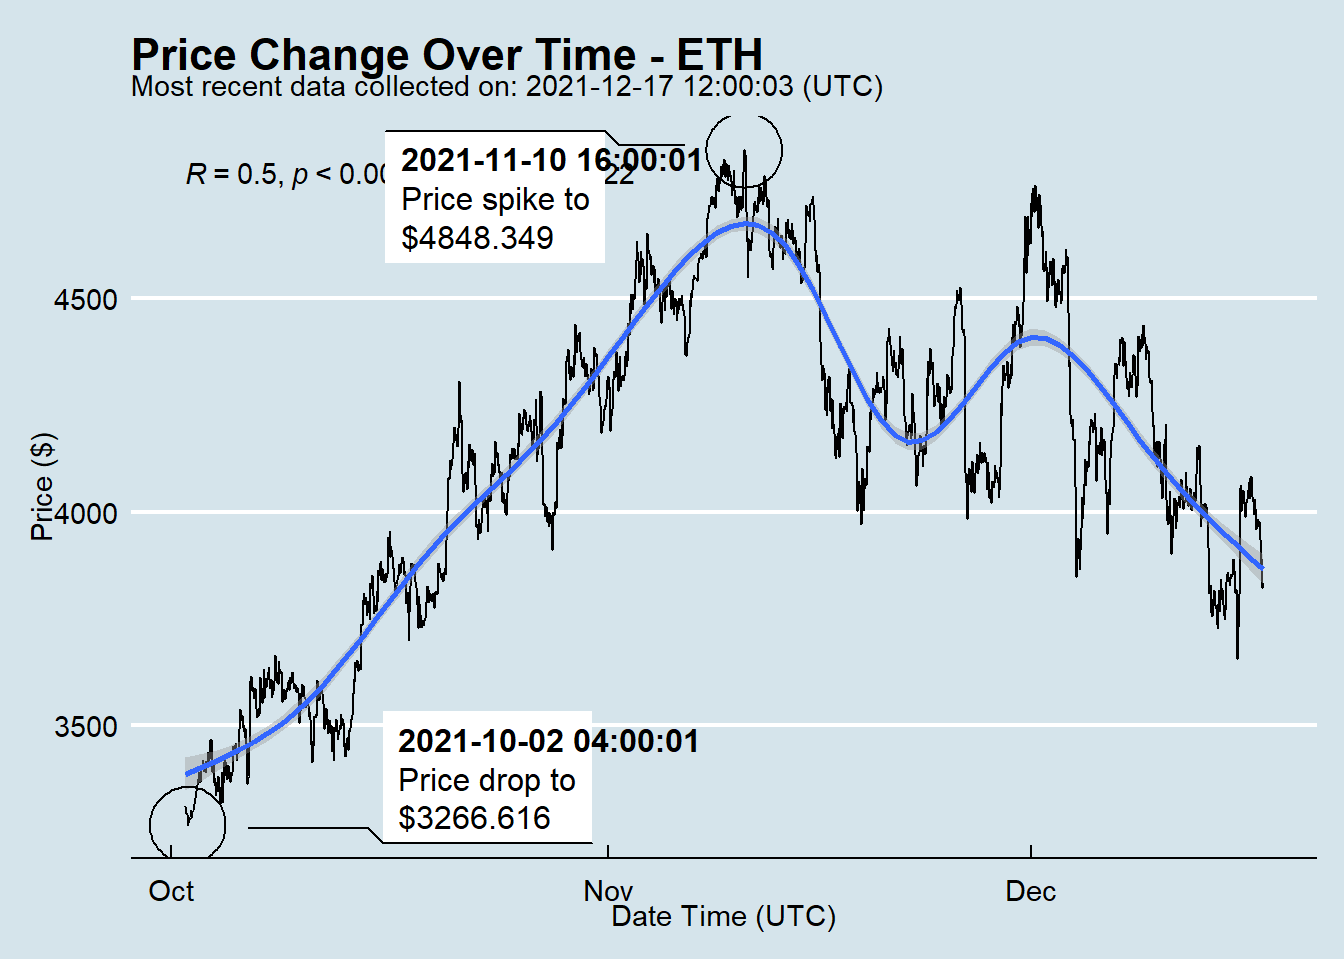 Price Change Over Time - ETH
Most recent data collected on: 2021-12-17 12:00:03 (UTC)
R = 0.5, p < 0.00
22
2021-11-10 16:00:01
Price spike to
$4848.349
4500
4000
3500
Price ($)
2021-10-02 04:00:01
Price drop to
$3266.616
Oct
Nov
Dec
Date Time (UTC)